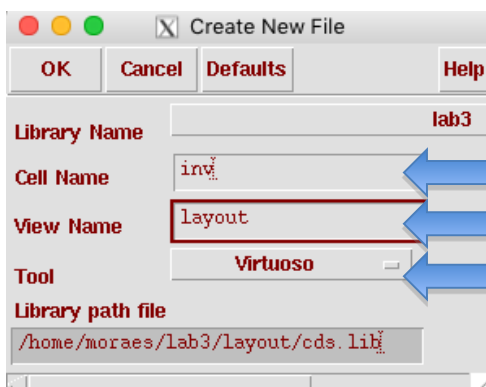 Create New File
OK Cancel Defaults Help
Library Name lab3
Cell Name inv
View Name layout
Tool Virtuoso
Library path file
/home/moraes/lab3/layout/cds.lib